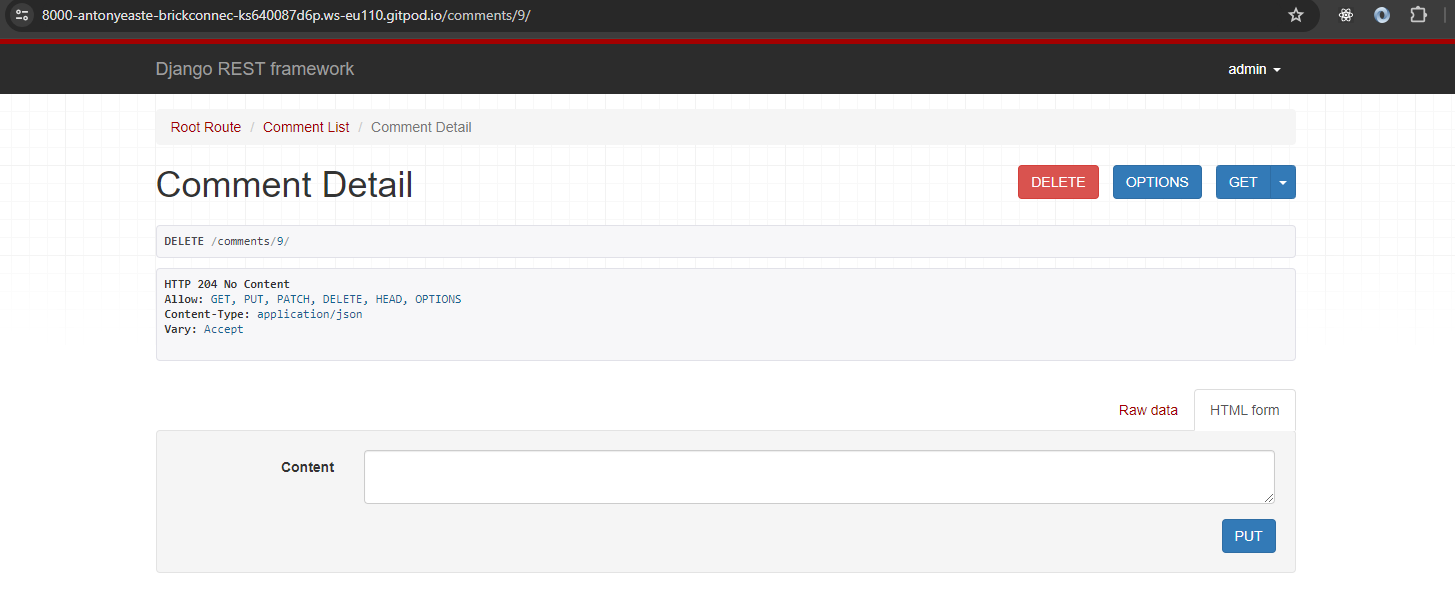 8000-antonyeaste-brickconnec-ks640087d6p.ws-eu110.gitpod.io/comments/9/
Django REST framework
admin
Root Route / Comment List / Comment Detail
Comment Detail
DELETE
OPTIONS
GET
DELETE /comments/9/
HTTP 204 No Content
Allow: GET, PUT, PATCH, DELETE, HEAD, OPTIONS
Content-Type: application/json
Vary: Accept
Raw data
HTML form
Content
PUT